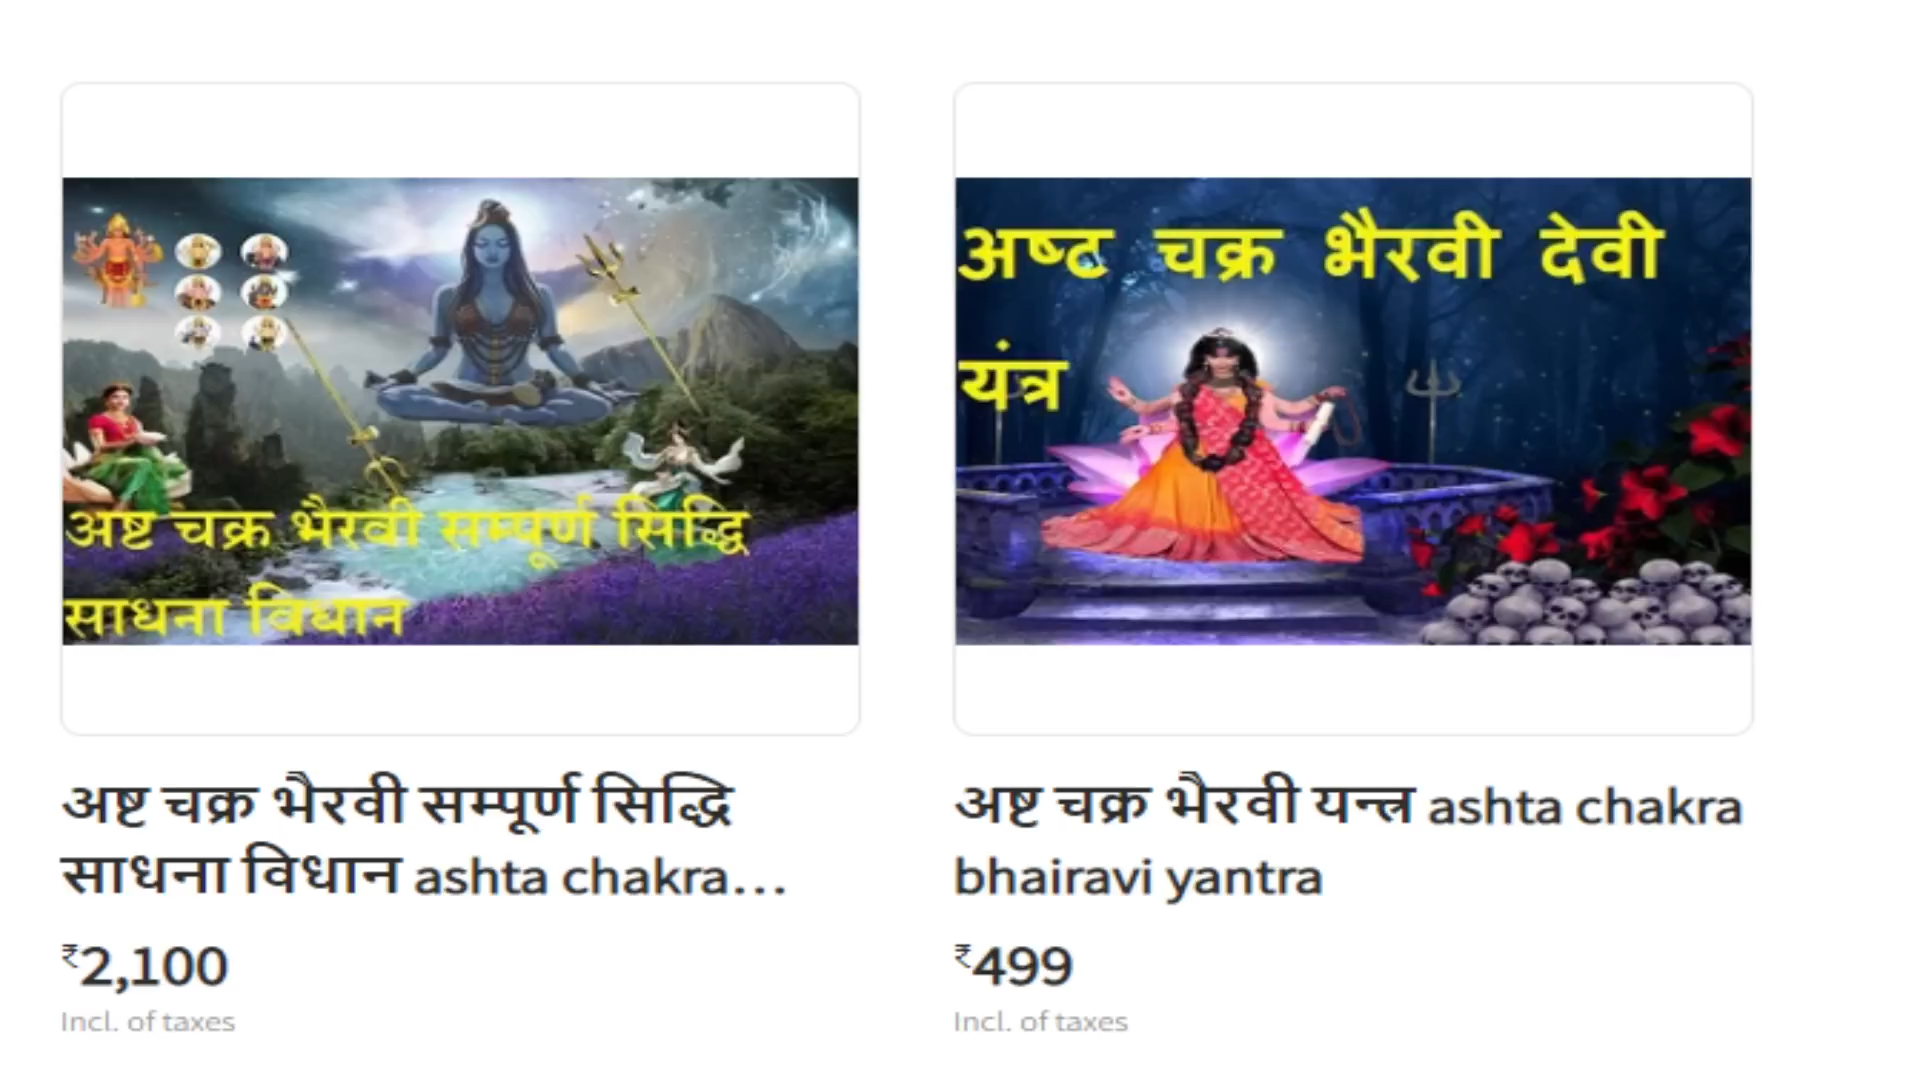 अष्ट चक्र भैरवी सम्पूर्ण सिद्धि
साधना विधान
अष्ट चक्र भैरवी देवी
यंत्र
अष्ट चक्र भैरवी सम्पूर्ण सिद्धि
साधना विधान ashta chakra...
₹2,100
Incl. of taxes
अष्ट चक्र भैरवी यन्त्र ashta chakra
bhairavi yantra
₹499
Incl. of taxes